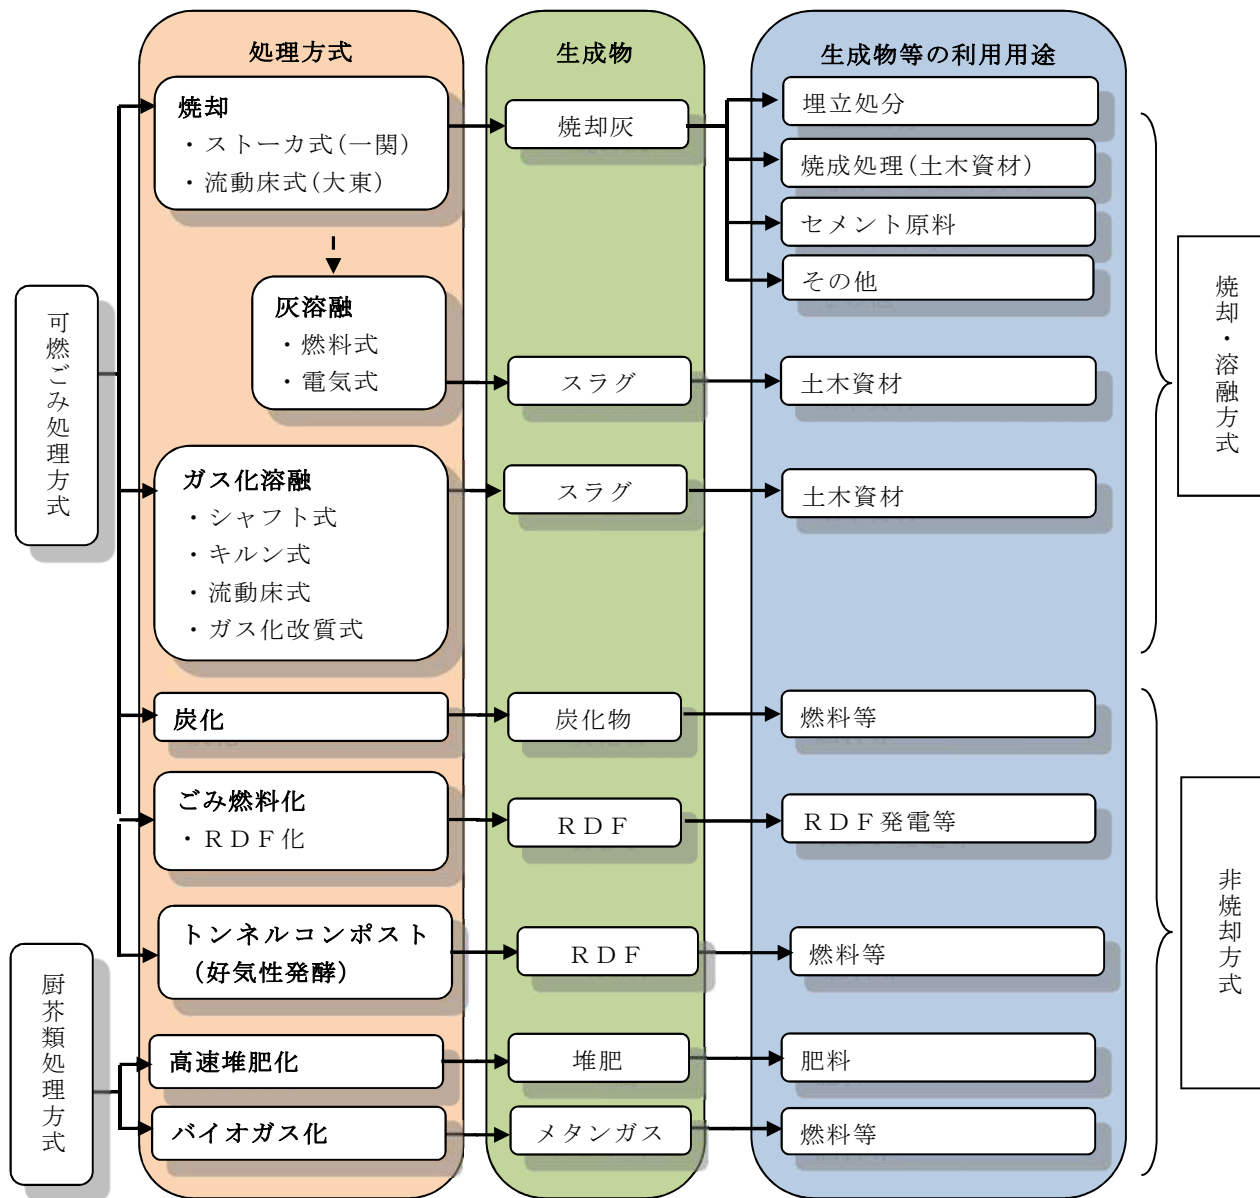 処理方式
生成物
生成物等の利用用途
可燃ごみ処理方式
焼却
・ストーカ式(一関)
・流動床式(大東)
焼却灰
埋立処分
焼成処理(土木資材)
セメント原料
その他
灰溶融
・燃料式
・電気式
スラグ
土木資材
ガス化溶融
・シャフト式
・キルン式
・流動床式
・ガス化改質式
スラグ
土木資材
焼却・溶融方式
炭化
炭化物
燃料等
ごみ燃料化
・ＲＤＦ化
ＲＤＦ
ＲＤＦ発電等
トンネルコンポスト
(好気性発酵)
ＲＤＦ
燃料等
厨芥類処理方式
高速堆肥化
堆肥
肥料
バイオガス化
メタンガス
燃料等
非焼却方式